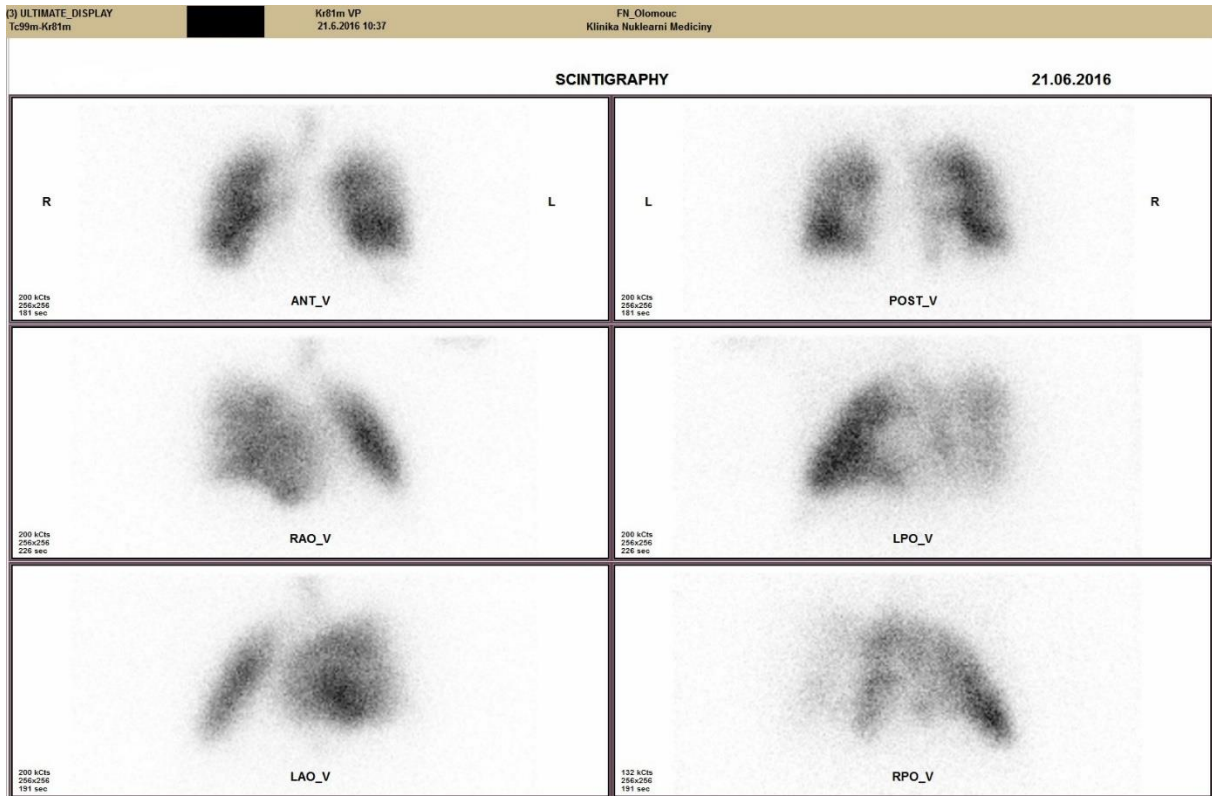 (3) ULTIMATE_DISPLAY
Tc99m-Kr81m
Kr81m VP
21.6.2016 10:37
FN_Olomouc
Klinika Nuklearni Mediciny
SCINTIGRAPHY 21.06.2016
R L
200 kCts
256x256
181 sec
ANT_V
L R
200 kCts
256x256
181 sec
POST_V
200 kCts
256x256
226 sec
RAO_V
200 kCts
256x256
226 sec
LPO_V
200 kCts
256x256
191 sec
LAO_V
132 kCts
256x256
191 sec
RPO_V